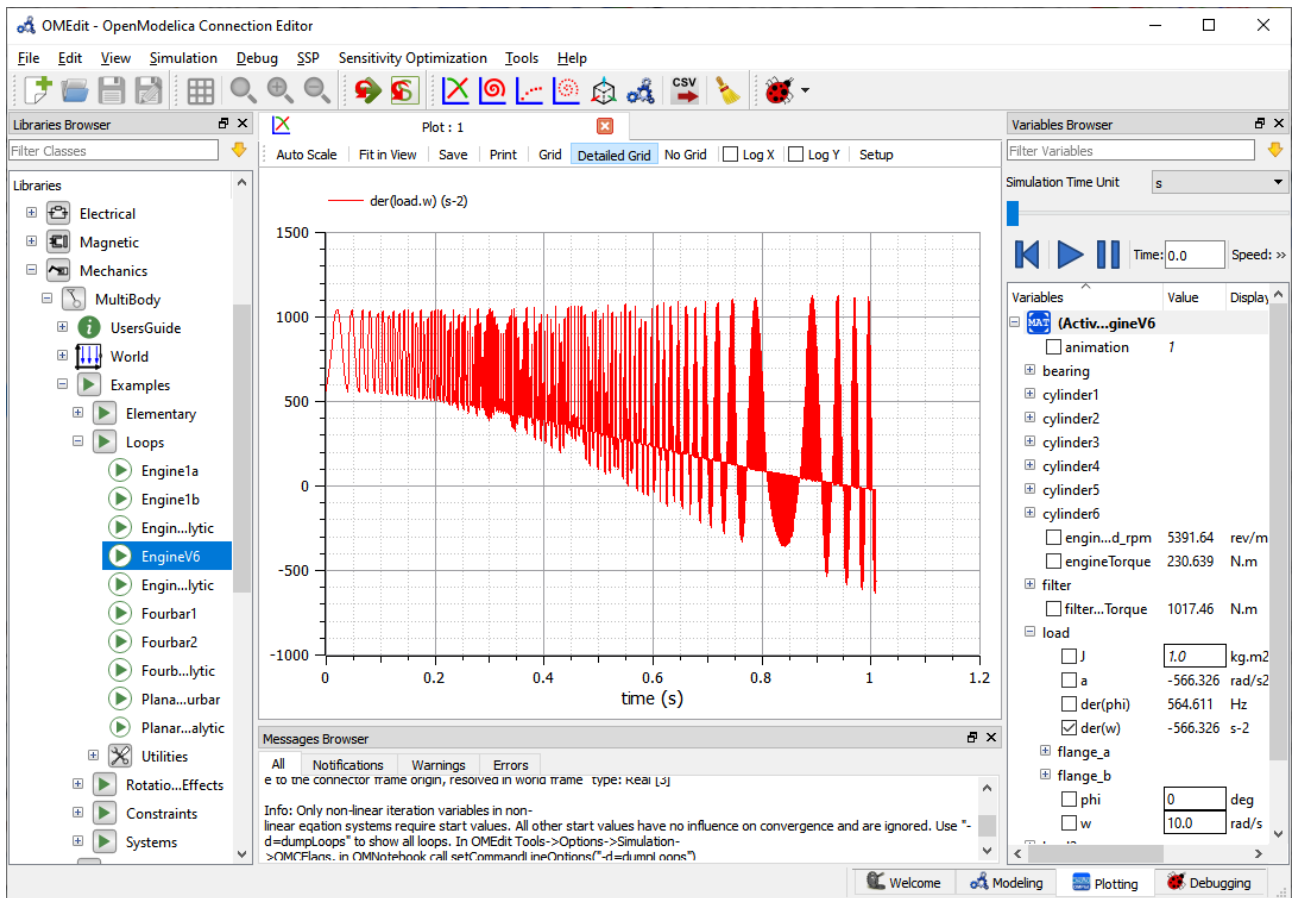 OMEdit - OpenModelica Connection Editor
File Edit View Simulation Debug SSP Sensitivity Optimization Tools Help
CSV
Libraries Browser
Filter Classes
Libraries
Electrical
Magnetic
Mechanics
MultiBody
UsersGuide
World
Examples
Elementary
Loops
Engine1a
Engine1b
Engin...lytic
EngineV6
Engin...lytic
Fourbar1
Fourbar2
Fourb...lytic
Plana...urbar
Planar...alytic
Utilities
Rotatio...Effects
Constraints
Systems
Plot : 1
Auto Scale Fit in View Save Print Grid Detailed Grid No Grid Log X Log Y Setup
der(load.w) (s-2)
1500
1000
500
0
-500
-1000
0 0.2 0.4 0.6 0.8 1 1.2
time (s)
Messages Browser
All Notifications Warnings Errors
e to the connector frame origin, resolved in world frame" type: Real [3]
Info: Only non-linear iteration variables in non-
linear eqation systems require start values. All other start values have no influence on convergence and are ignored. Use "-
d=dumpLoops" to show all loops. In OMEdit Tools->Options->Simulation-
>OMCFlags, in OMNotebook call setCommandLineOptions("-d=dumpLoops")
Variables Browser
Filter Variables
Simulation Time Unit s
Time: 0.0 Speed: »
Variables Value Display
MAT (Activ...gineV6
animation 1
bearing
cylinder1
cylinder2
cylinder3
cylinder4
cylinder5
cylinder6
engin...d_rpm 5391.64 rev/m
engineTorque 230.639 N.m
filter
filter...Torque 1017.46 N.m
load
J 1.0 kg.m2
a -566.326 rad/s2
der(phi) 564.611 Hz
der(w) -566.326 s-2
flange_a
flange_b
phi 0 deg
w 10.0 rad/s
Welcome Modeling Plotting Debugging